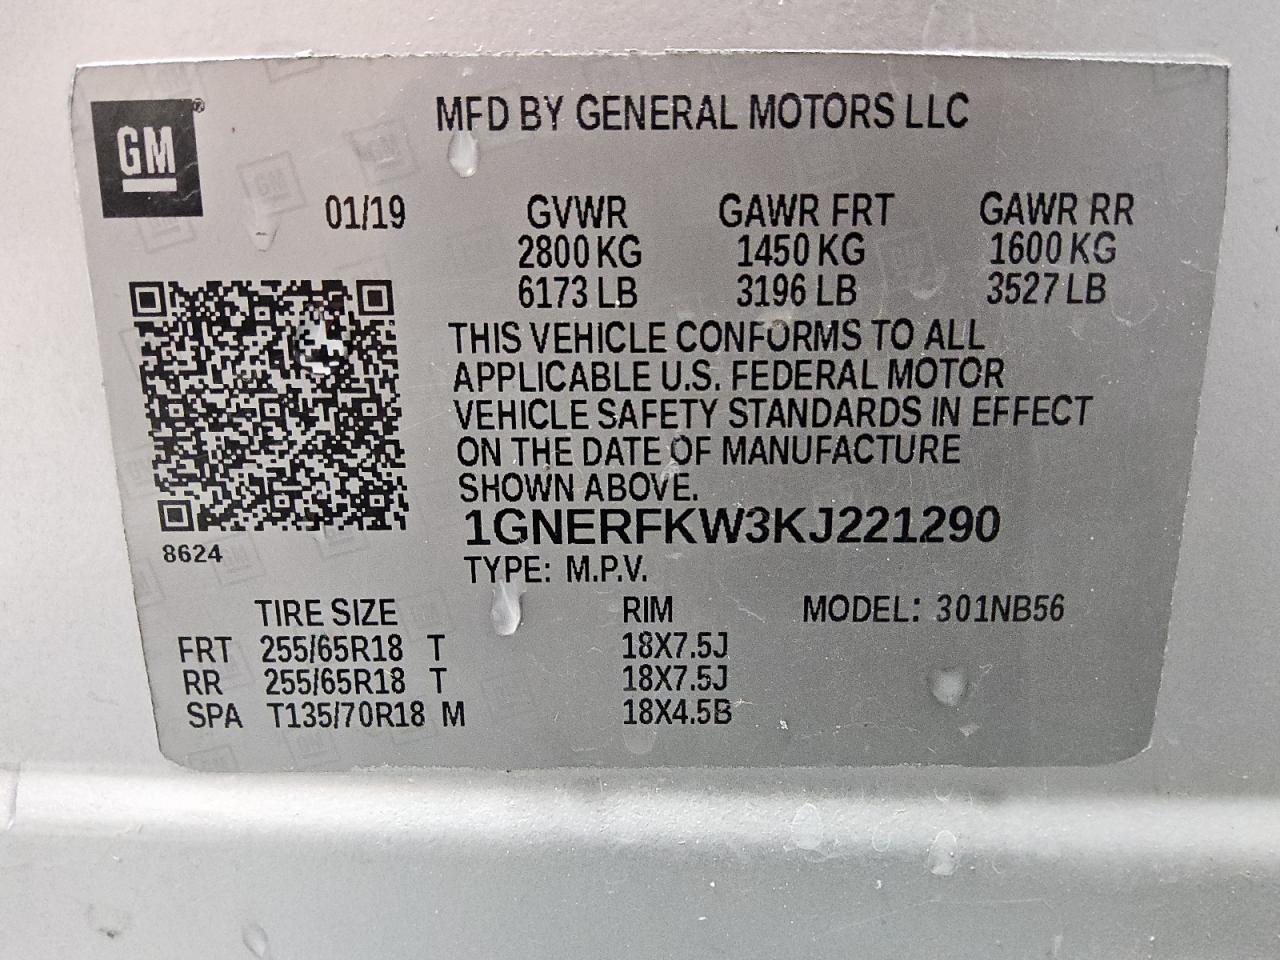 MFD BY GENERAL MOTORS LLC
GM®
01/19 GVWR GAWR FRT GAWR RR
2800 KG 1450 KG 1600 KG
6173 LB 3196 LB 3527 LB
THIS VEHICLE CONFORMS TO ALL
APPLICABLE U.S. FEDERAL MOTOR
VEHICLE SAFETY STANDARDS IN EFFECT
ON THE DATE OF MANUFACTURE
SHOWN ABOVE.
1GNERFKW3KJ221290
8624
TYPE: M.P.V.
TIRE SIZE RIM MODEL: 301NB56
FRT 255/65R18 T 18X7.5J
RR 255/65R18 T 18X7.5J
SPA T135/70R18 M 18X4.5B